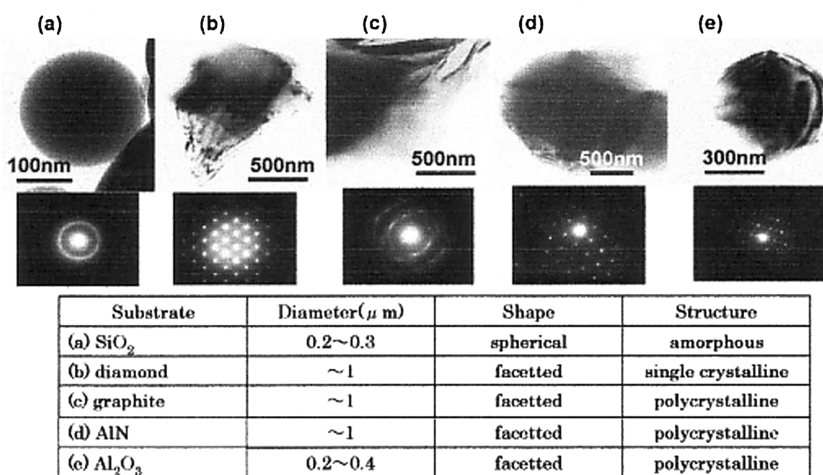 (a) (b) (c) (d) (e)
100nm 500nm 500nm 500nm 300nm
Substrate Diameter(μ m) Shape Structure
(a) SiO₂ 0.2~0.3 spherical amorphous
(b) diamond ~1 facetted single crystalline
(c) graphite ~1 facetted polycrystalline
(d) AlN ~1 facetted polycrystalline
(e) Al₂O₃ 0.2~0.4 facetted polycrystalline